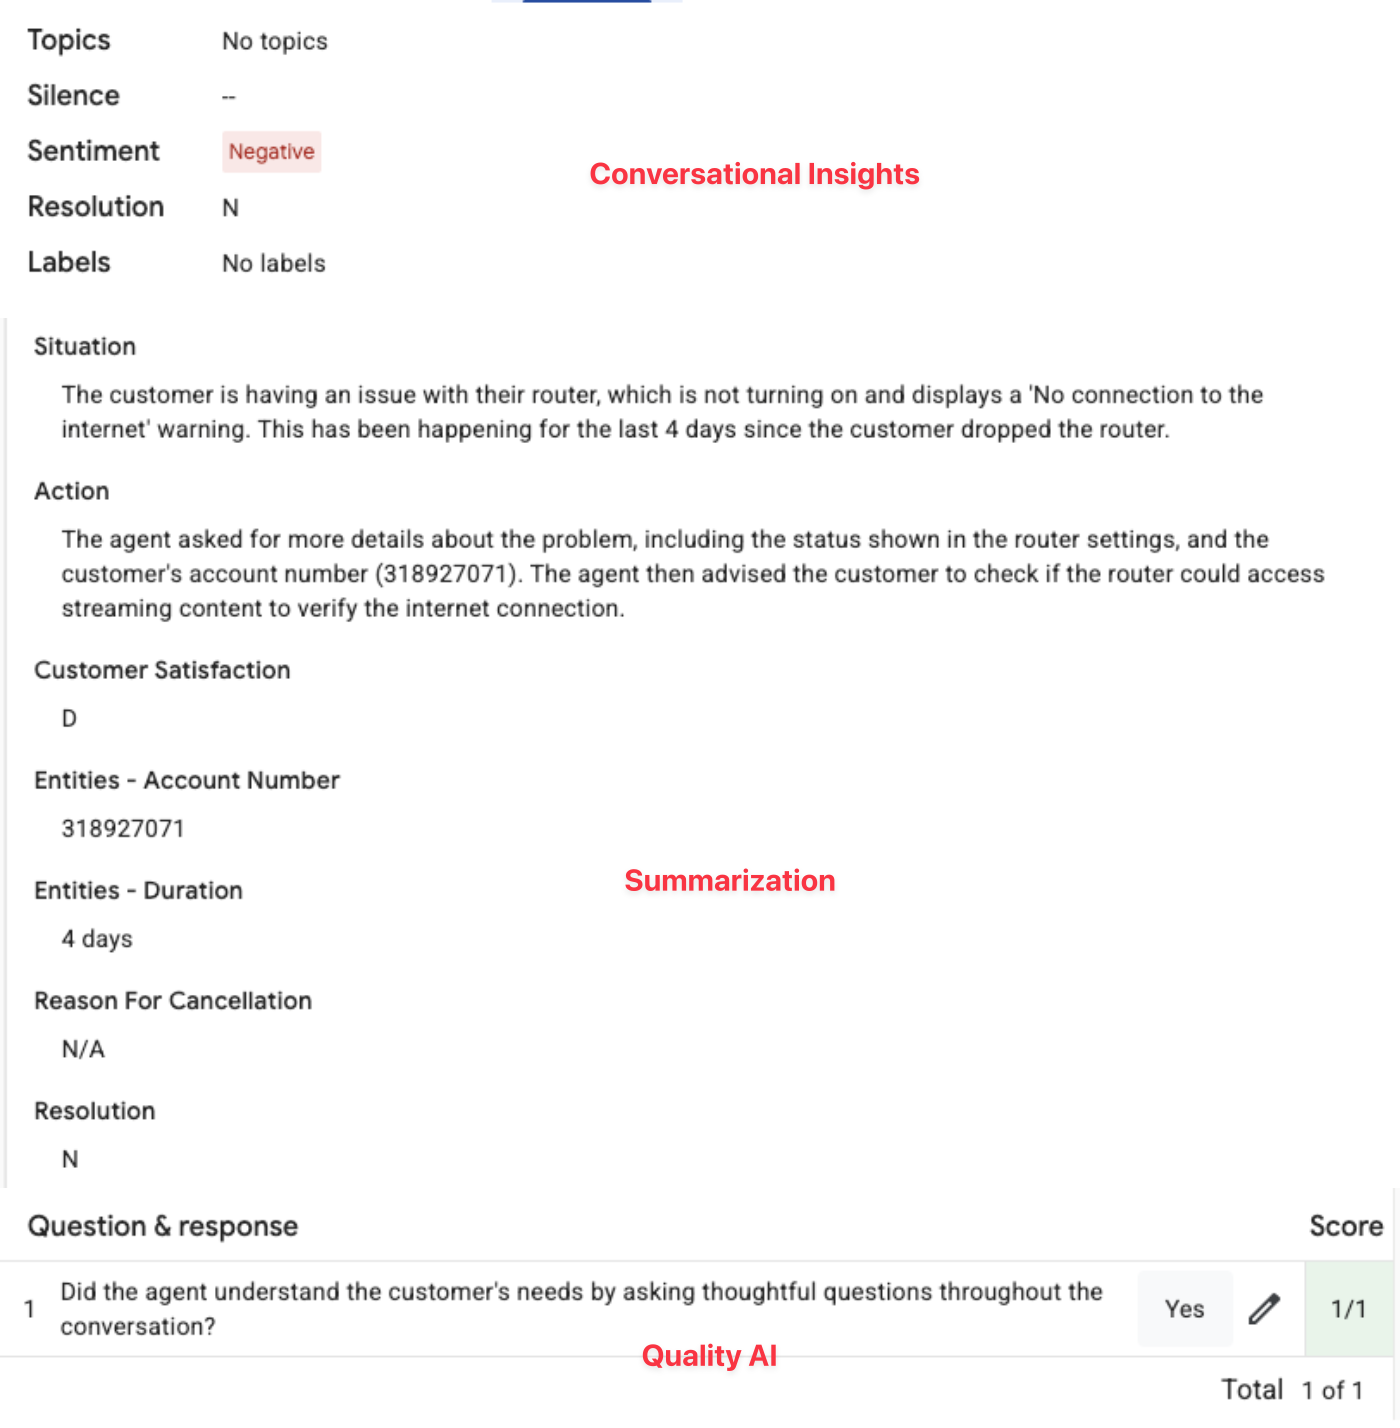 Topics No topics
Silence --
Sentiment Negative
Conversational Insights
Resolution N
Labels No labels
Situation
The customer is having an issue with their router, which is not turning on and displays a 'No connection to the
internet' warning. This has been happening for the last 4 days since the customer dropped the router.
Action
The agent asked for more details about the problem, including the status shown in the router settings, and the
customer's account number (318927071). The agent then advised the customer to check if the router could access
streaming content to verify the internet connection.
Customer Satisfaction
D
Entities - Account Number
318927071
Summarization
Entities - Duration
4 days
Reason For Cancellation
N/A
Resolution
N
Question & response Score
1 Did the agent understand the customer's needs by asking thoughtful questions throughout the
conversation? Yes 1/1
Quality AI
Total 1 of 1